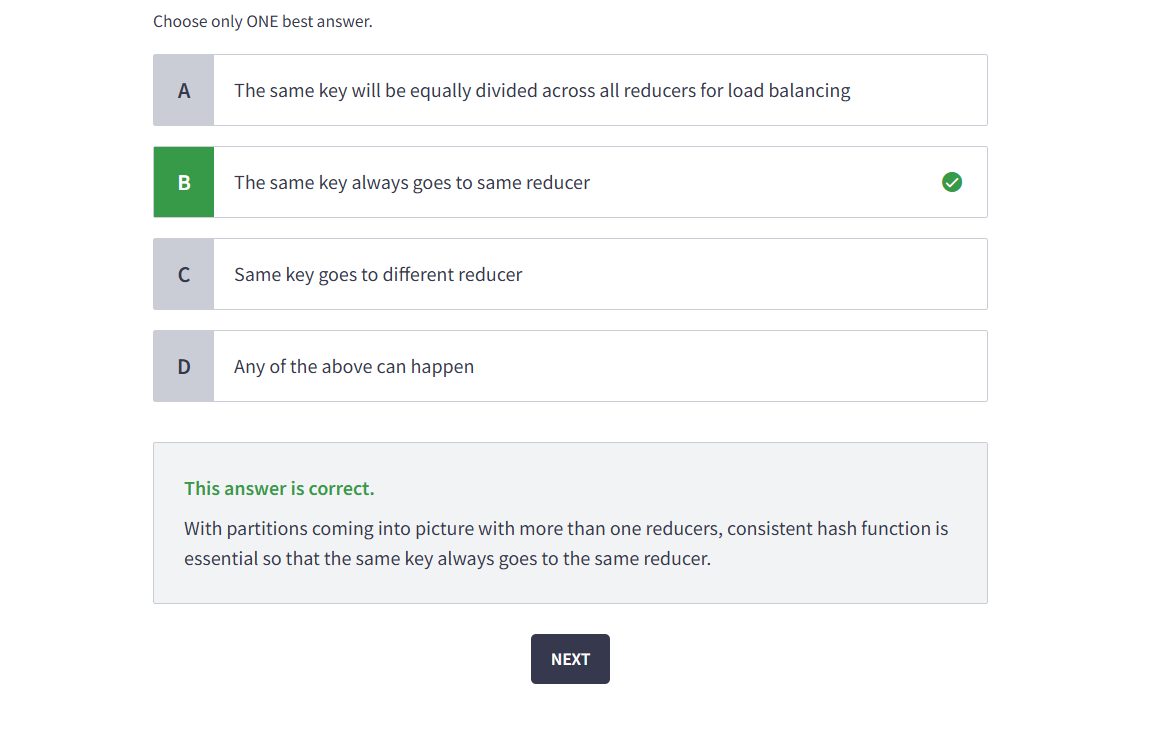 Choose only ONE best answer.
A
The same key will be equally divided across all reducers for load balancing
B
The same key always goes to same reducer
C
Same key goes to different reducer
D
Any of the above can happen
This answer is correct.
With partitions coming into picture with more than one reducers, consistent hash function is
essential so that the same key always goes to the same reducer.
NEXT